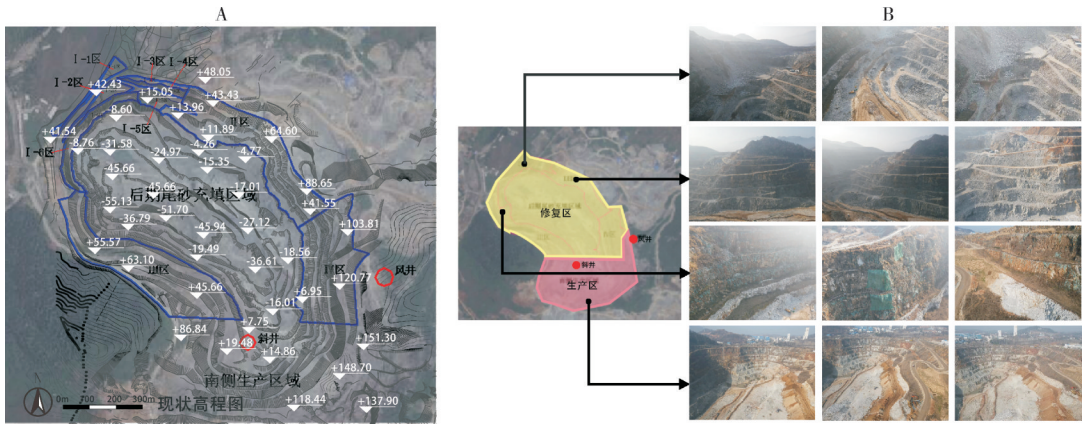 A
B
I-1区
I-3区
I-4区
+48.05
I-2区
+42.43
+15.05
+43.43
+13.96
-8.60
I-5区
II区
+41.54
+11.89
+64.60
I-6区
-8.76
-31.58
-4.26
-4.77
-24.97
-15.35
-45.66
+88.65
-45.66
-17.01
后期尾砂充填区域
-55.13
-51.70
+41.55
-36.79
-45.94
-27.12
+103.81
+55.57
-19.49
-18.56
+63.10
III区
-36.61
II区
风井
+120.77
+45.66
+6.95
-16.01
+86.84
+7.75
斜井
+19.48
+14.86
+151.30
南侧生产区域
+148.70
0m 100 200 300m
现状高程图
+118.44
+137.90
修复区
风井
斜井
生产区